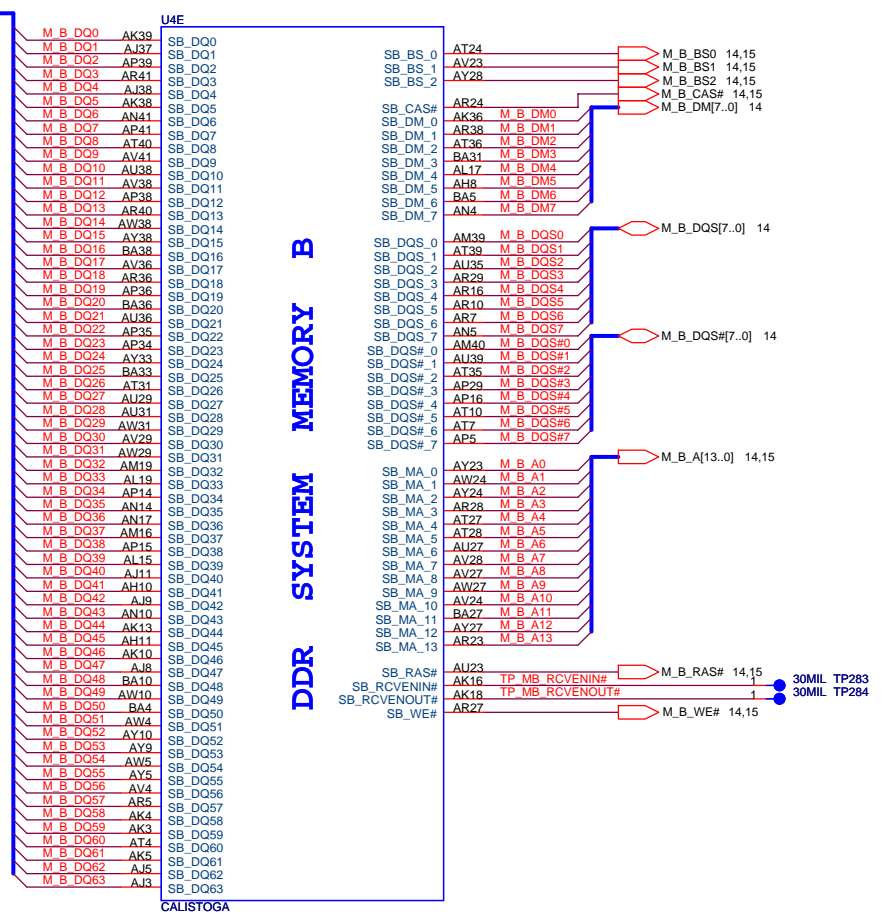 U4E
M_B_DQ0 AK39 SB_DQ0
M_B_DQ1 AJ37 SB_DQ1
M_B_DQ2 AP39 SB_DQ2
M_B_DQ3 AR41 SB_DQ3
M_B_DQ4 AJ38 SB_DQ4
M_B_DQ5 AK38 SB_DQ5
M_B_DQ6 AN41 SB_DQ6
M_B_DQ7 AP41 SB_DQ7
M_B_DQ8 AT40 SB_DQ8
M_B_DQ9 AV41 SB_DQ9
M_B_DQ10 AU38 SB_DQ10
M_B_DQ11 AV38 SB_DQ11
M_B_DQ12 AP38 SB_DQ12
M_B_DQ13 AR40 SB_DQ13
M_B_DQ14 AW38 SB_DQ14
M_B_DQ15 AY38 SB_DQ15
M_B_DQ16 BA38 SB_DQ16
M_B_DQ17 AV36 SB_DQ17
M_B_DQ18 AR36 SB_DQ18
M_B_DQ19 AP36 SB_DQ19
M_B_DQ20 BA36 SB_DQ20
M_B_DQ21 AU36 SB_DQ21
M_B_DQ22 AP35 SB_DQ22
M_B_DQ23 AP34 SB_DQ23
M_B_DQ24 AY33 SB_DQ24
M_B_DQ25 BA33 SB_DQ25
M_B_DQ26 AT31 SB_DQ26
M_B_DQ27 AU29 SB_DQ27
M_B_DQ28 AU31 SB_DQ28
M_B_DQ29 AW31 SB_DQ29
M_B_DQ30 AV29 SB_DQ30
M_B_DQ31 AW29 SB_DQ31
M_B_DQ32 AM19 SB_DQ32
M_B_DQ33 AL19 SB_DQ33
M_B_DQ34 AP14 SB_DQ34
M_B_DQ35 AN14 SB_DQ35
M_B_DQ36 AN17 SB_DQ36
M_B_DQ37 AM16 SB_DQ37
M_B_DQ38 AP15 SB_DQ38
M_B_DQ39 AL15 SB_DQ39
M_B_DQ40 AJ11 SB_DQ40
M_B_DQ41 AH10 SB_DQ41
M_B_DQ42 AJ9 SB_DQ42
M_B_DQ43 AN10 SB_DQ43
M_B_DQ44 AK13 SB_DQ44
M_B_DQ45 AH11 SB_DQ45
M_B_DQ46 AK10 SB_DQ46
M_B_DQ47 AJ8 SB_DQ47
M_B_DQ48 BA10 SB_DQ48
M_B_DQ49 AW10 SB_DQ49
M_B_DQ50 BA4 SB_DQ50
M_B_DQ51 AW4 SB_DQ51
M_B_DQ52 AY10 SB_DQ52
M_B_DQ53 AY9 SB_DQ53
M_B_DQ54 AW5 SB_DQ54
M_B_DQ55 AY5 SB_DQ55
M_B_DQ56 AV4 SB_DQ56
M_B_DQ57 AR5 SB_DQ57
M_B_DQ58 AK4 SB_DQ58
M_B_DQ59 AK3 SB_DQ59
M_B_DQ60 AT4 SB_DQ60
M_B_DQ61 AK5 SB_DQ61
M_B_DQ62 AJ5 SB_DQ62
M_B_DQ63 AJ3 SB_DQ63
DDR SYSTEM MEMORY B
SB_BS_0 AT24 M_B_BS0 14,15
SB_BS_1 AV23 M_B_BS1 14,15
SB_BS_2 AY28 M_B_BS2 14,15
SB_CAS# AR24 M_B_CAS# 14,15
M_B_DM[7..0] 14
SB_DM_0 AK36 M_B_DM0
SB_DM_1 AR38 M_B_DM1
SB_DM_2 AT36 M_B_DM2
SB_DM_3 BA31 M_B_DM3
SB_DM_4 AL17 M_B_DM4
SB_DM_5 AH8 M_B_DM5
SB_DM_6 BA5 M_B_DM6
SB_DM_7 AN4 M_B_DM7
M_B_DQS[7..0] 14
SB_DQS_0 AM39 M_B_DQS0
SB_DQS_1 AT39 M_B_DQS1
SB_DQS_2 AU35 M_B_DQS2
SB_DQS_3 AR29 M_B_DQS3
SB_DQS_4 AR16 M_B_DQS4
SB_DQS_5 AR10 M_B_DQS5
SB_DQS_6 AR7 M_B_DQS6
SB_DQS_7 AN5 M_B_DQS7
M_B_DQS#[7..0] 14
SB_DQS#_0 AM40 M_B_DQS#0
SB_DQS#_1 AU39 M_B_DQS#1
SB_DQS#_2 AT35 M_B_DQS#2
SB_DQS#_3 AP29 M_B_DQS#3
SB_DQS#_4 AP16 M_B_DQS#4
SB_DQS#_5 AT10 M_B_DQS#5
SB_DQS#_6 AT7 M_B_DQS#6
SB_DQS#_7 AP5 M_B_DQS#7
M_B_A[13..0] 14,15
SB_MA_0 AY23 M_B_A0
SB_MA_1 AW24 M_B_A1
SB_MA_2 AY24 M_B_A2
SB_MA_3 AR28 M_B_A3
SB_MA_4 AT27 M_B_A4
SB_MA_5 AT28 M_B_A5
SB_MA_6 AU27 M_B_A6
SB_MA_7 AV28 M_B_A7
SB_MA_8 AV27 M_B_A8
SB_MA_9 AW27 M_B_A9
SB_MA_10 AV24 M_B_A10
SB_MA_11 BA27 M_B_A11
SB_MA_12 AY27 M_B_A12
SB_MA_13 AR23 M_B_A13
SB_RAS# AU23 M_B_RAS# 14,15
SB_RCVENIN# AK16 TP_MB_RCVENIN# 1 30MIL TP283
SB_RCVENOUT# AK18 TP_MB_RCVENOUT# 1 30MIL TP284
SB_WE# AR27 M_B_WE# 14,15
CALISTOGA